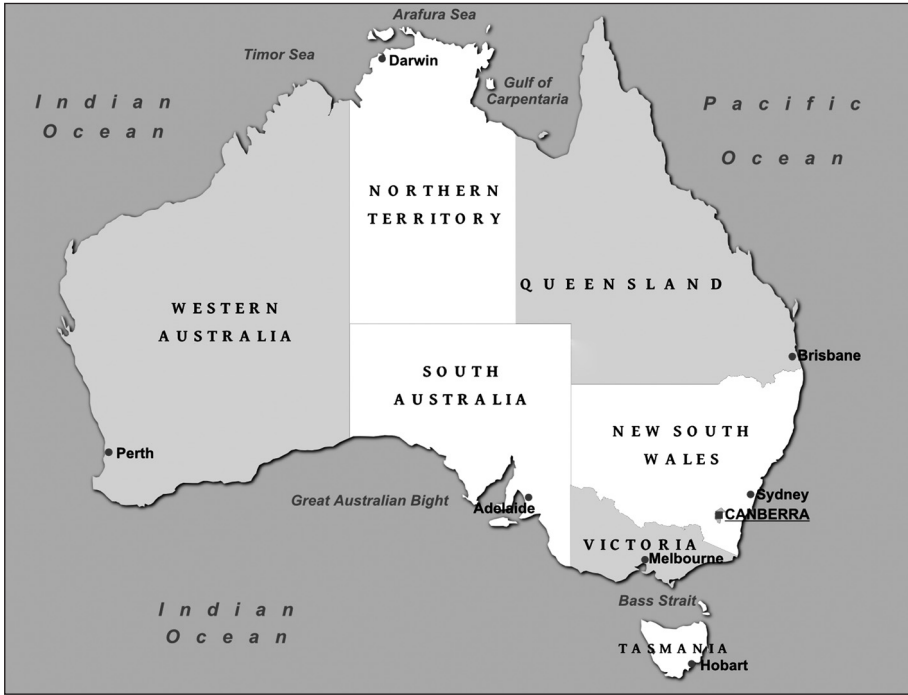 Arafura Sea
Timor Sea
Darwin
Gulf of
Carpentaria
Indian
Ocean
Pacific
Ocean
NORTHERN
TERRITORY
QUEENSLAND
WESTERN
AUSTRALIA
Brisbane
SOUTH
AUSTRALIA
NEW SOUTH
WALES
Perth
Great Australian Bight
Adelaide
Sydney
CANBERRA
VICTORIA
Melbourne
Bass Strait
Indian
Ocean
TASMANIA
Hobart